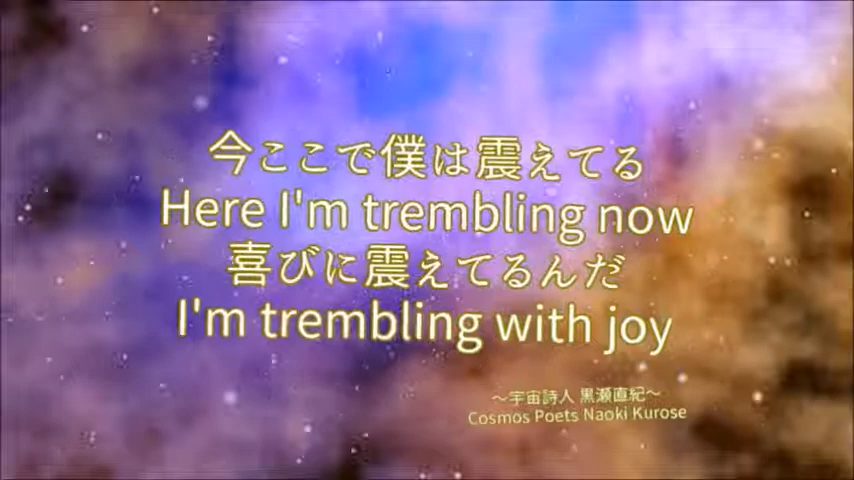 今ここで僕は震えてる
Here I'm trembling now
喜びに震えてるんだ
I'm trembling with joy
～宇宙詩人 黒瀬直紀～
Cosmos Poets Naoki Kurose